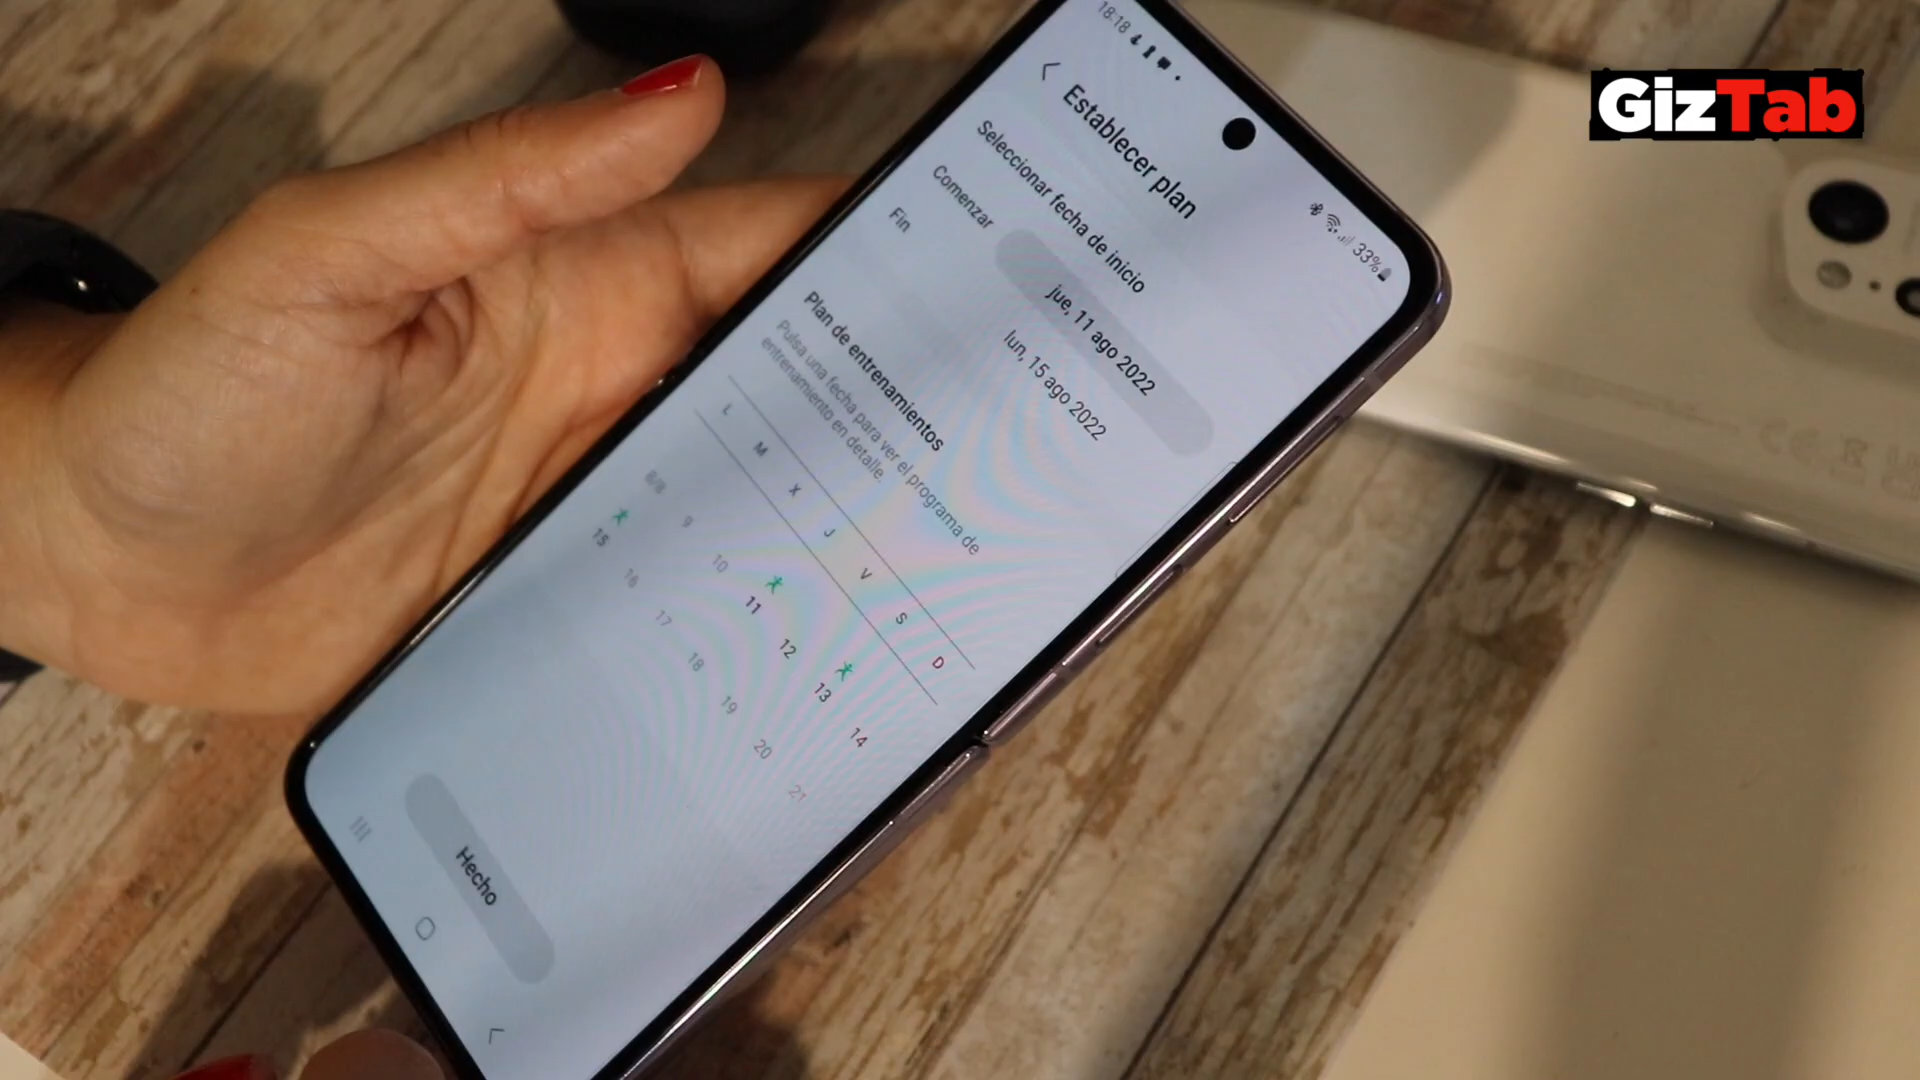 GizTab
18:18
33%
Establecer plan
Seleccionar fecha de inicio
Comenzar jue, 11 ago 2022
Fin lun, 15 ago 2022
Plan de entrenamientos
Pulsa una fecha para ver el programa de
entrenamiento en detalle.
L M X J V S D
8/8 9 10 11 12 13 14
15 16 17 18 19 20 21
Hecho